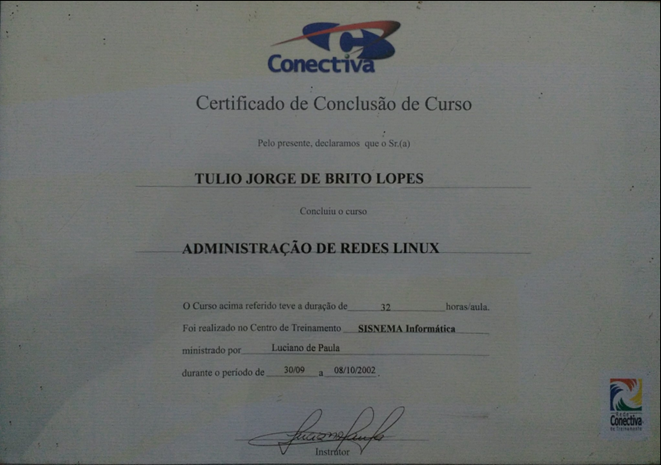 Conectiva
Certificado de Conclusão de Curso
Pelo presente, declaramos que o Sr.(a)
TULIO JORGE DE BRITO LOPES
Concluiu o curso
ADMINISTRAÇÃO DE REDES LINUX
O Curso acima referido teve a duração de 32 horas/aula.
Foi realizado no Centro de Treinamento SISNEMA Informática
ministrado por Luciano de Paula
durante o periodo de 30/09 a 08/10/2002
Instrutor
Conectiva